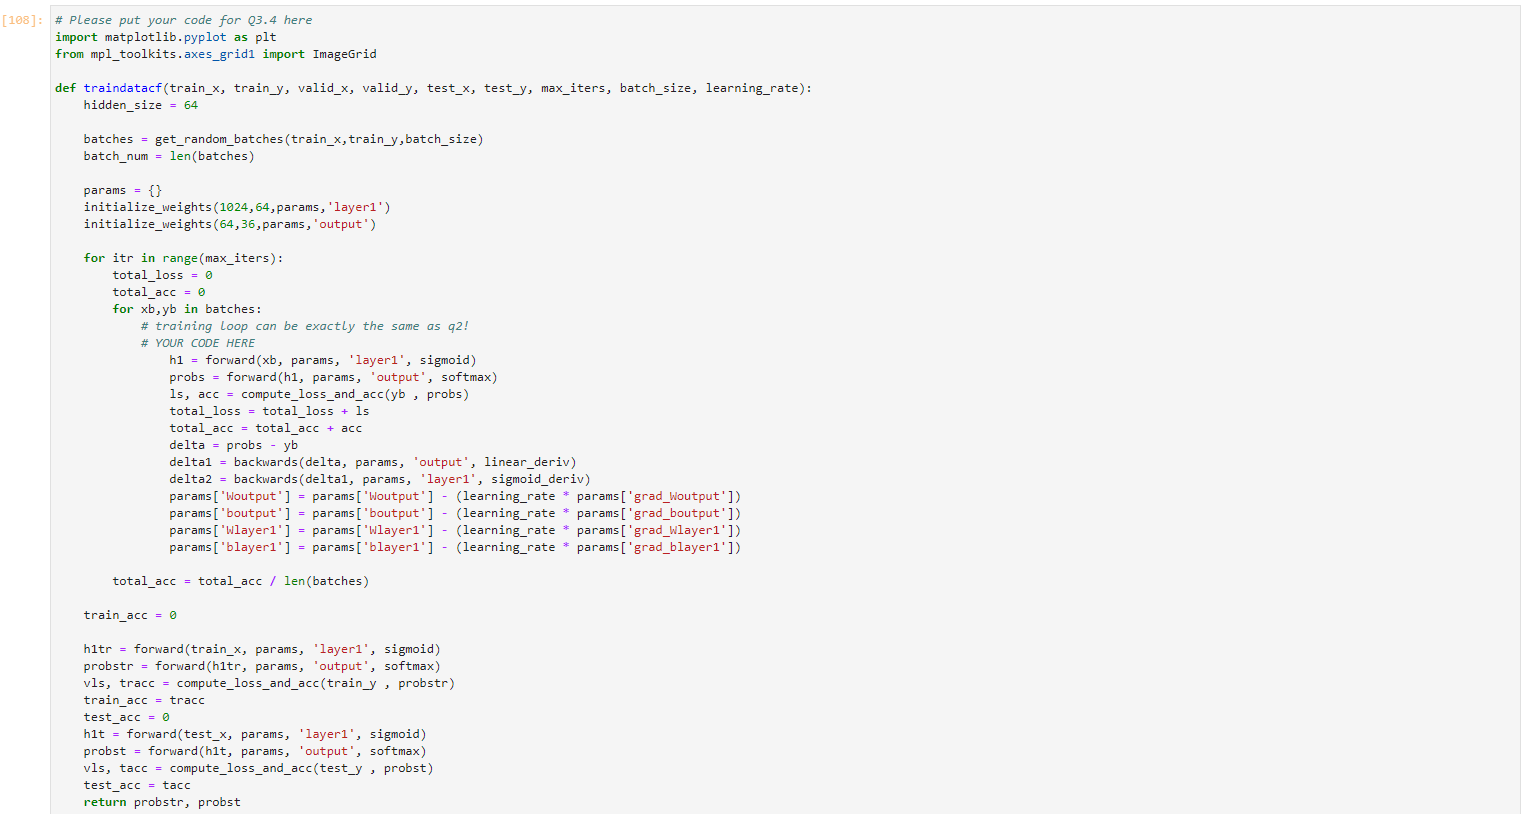 [108]: # Please put your code for Q3.4 here
import matplotlib.pyplot as plt
from mpl_toolkits.axes_grid1 import ImageGrid
def traindatacf(train_x, train_y, valid_x, valid_y, test_x, test_y, max_iters, batch_size, learning_rate):
    hidden_size = 64
    batches = get_random_batches(train_x,train_y,batch_size)
    batch_num = len(batches)
    params = {}
    initialize_weights(1024,64,params,'layer1')
    initialize_weights(64,36,params,'output')
    for itr in range(max_iters):
        total_loss = 0
        total_acc = 0
        for xb,yb in batches:
            # training loop can be exactly the same as q2!
            # YOUR CODE HERE
                h1 = forward(xb, params, 'layer1', sigmoid)
                probs = forward(h1, params, 'output', softmax)
                ls, acc = compute_loss_and_acc(yb , probs)
                total_loss = total_loss + ls
                total_acc = total_acc + acc
                delta = probs - yb
                delta1 = backwards(delta, params, 'output', linear_deriv)
                delta2 = backwards(delta1, params, 'layer1', sigmoid_deriv)
                params['Woutput'] = params['Woutput'] - (learning_rate * params['grad_Woutput'])
                params['boutput'] = params['boutput'] - (learning_rate * params['grad_boutput'])
                params['Wlayer1'] = params['Wlayer1'] - (learning_rate * params['grad_Wlayer1'])
                params['blayer1'] = params['blayer1'] - (learning_rate * params['grad_blayer1'])
        total_acc = total_acc / len(batches)
    train_acc = 0
    h1tr = forward(train_x, params, 'layer1', sigmoid)
    probstr = forward(h1tr, params, 'output', softmax)
    vls, tracc = compute_loss_and_acc(train_y , probstr)
    train_acc = tracc
    test_acc = 0
    h1t = forward(test_x, params, 'layer1', sigmoid)
    probst = forward(h1t, params, 'output', softmax)
    vls, tacc = compute_loss_and_acc(test_y , probst)
    test_acc = tacc
    return probstr, probst